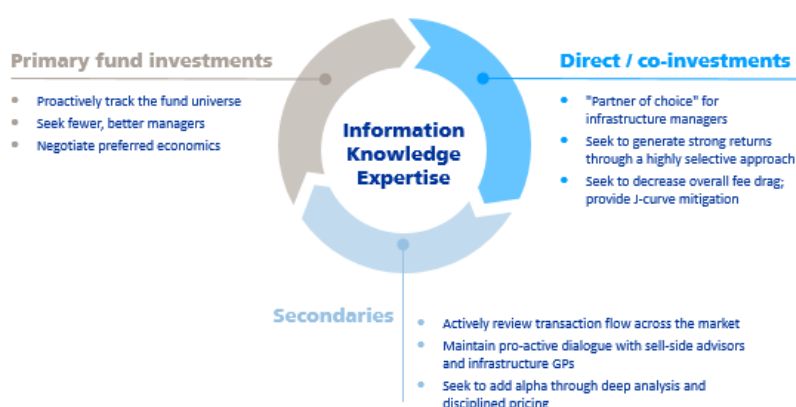 Primary fund investments
Proactively track the fund universe
Seek fewer, better managers
Negotiate preferred economics
Information
Knowledge
Expertise
Direct / co-investments
"Partner of choice" for
infrastructure managers
Seek to generate strong returns
through a highly selective approach
Seek to decrease overall fee drag;
provide J-curve mitigation
Secondaries
Actively review transaction flow across the market
Maintain pro-active dialogue with sell-side advisors
and infrastructure GPs
Seek to add alpha through deep analysis and
disciplined pricing